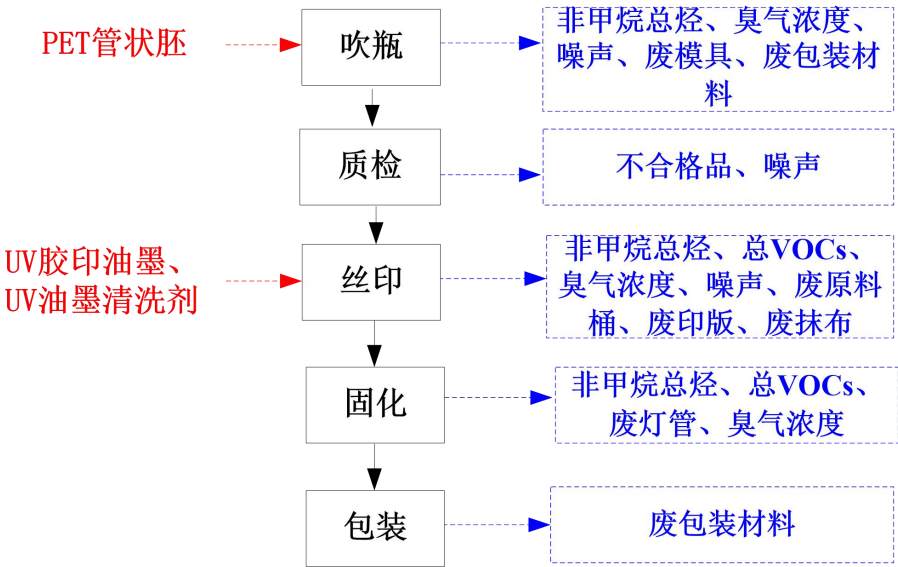 PET管状胚
吹瓶
非甲烷总烃、臭气浓度、
噪声、废模具、废包装材
料
质检
不合格品、噪声
UV胶印油墨、
UV油墨清洗剂
丝印
非甲烷总烃、总VOCs、
臭气浓度、噪声、废原料
桶、废印版、废抹布
固化
非甲烷总烃、总VOCs、
废灯管、臭气浓度
包装
废包装材料